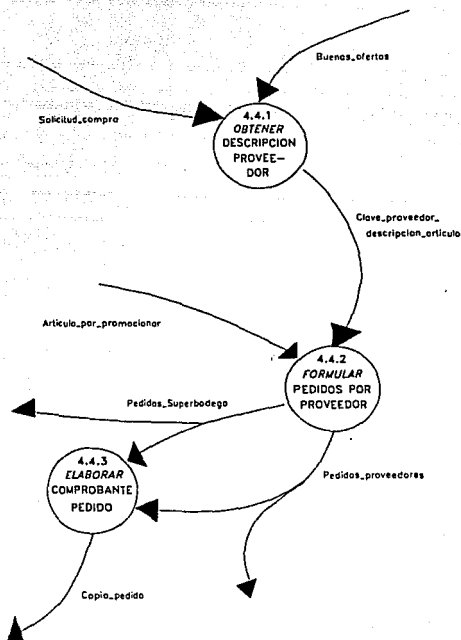 Buenas_ofertas
Solicitud_compra
4.4.1
OBTENER
DESCRIPCION
PROVEE-
DOR
Clave_proveedor_
descripcion_articulo
Articulo_por_promocionar
4.4.2
FORMULAR
PEDIDOS POR
PROVEEDOR
Pedidos_Superbodega
4.4.3
ELABORAR
COMPROBANTE
PEDIDO
Pedidos_proveedores
Copia_pedido